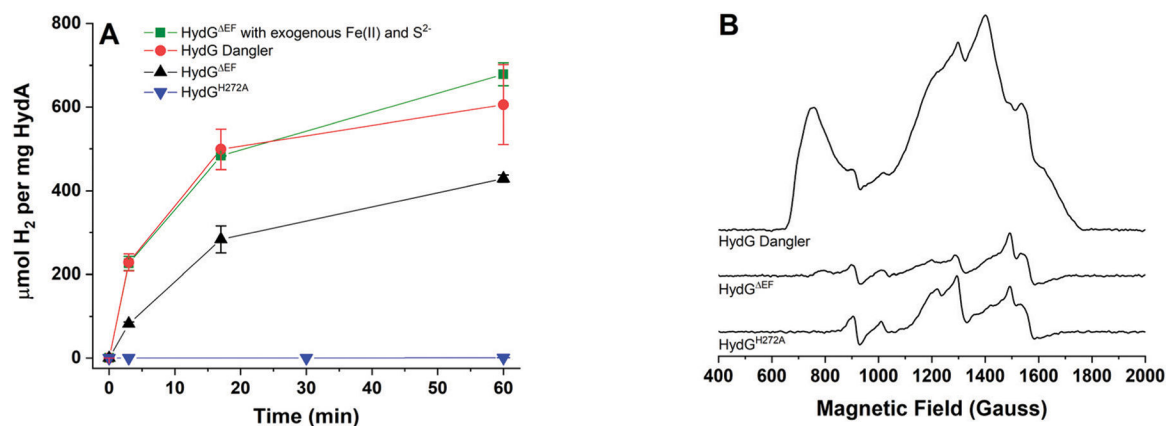 A
HydG^ΔEF with exogenous Fe(II) and S²⁻
HydG Dangler
HydG^ΔEF
HydG^H272A
800
600
400
200
0
μmol H₂ per mg HydA
0 10 20 30 40 50 60
Time (min)
B
HydG Dangler
HydG^ΔEF
HydG^H272A
400 600 800 1000 1200 1400 1600 1800 2000
Magnetic Field (Gauss)